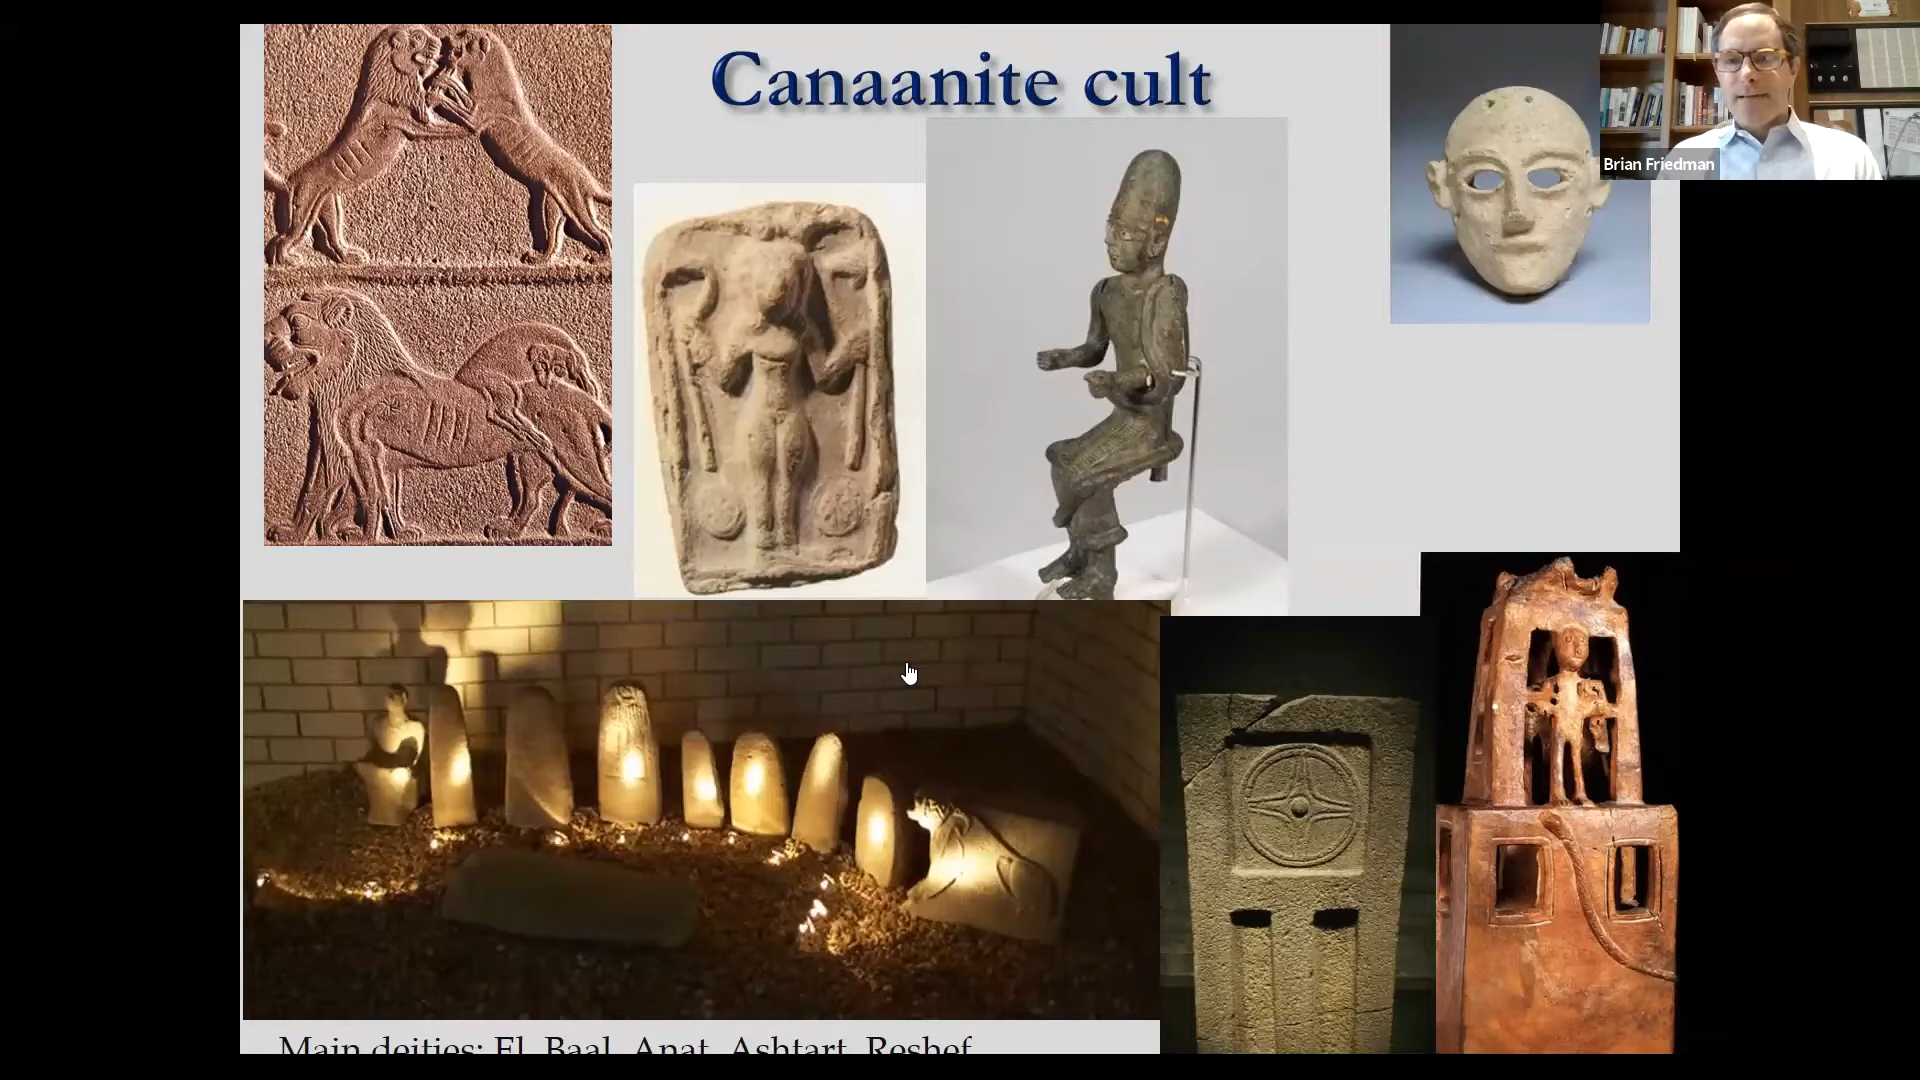 Canaanite cult
Brian Friedman
Main deities: El, Baal, Anat, Ashtart, Reshef